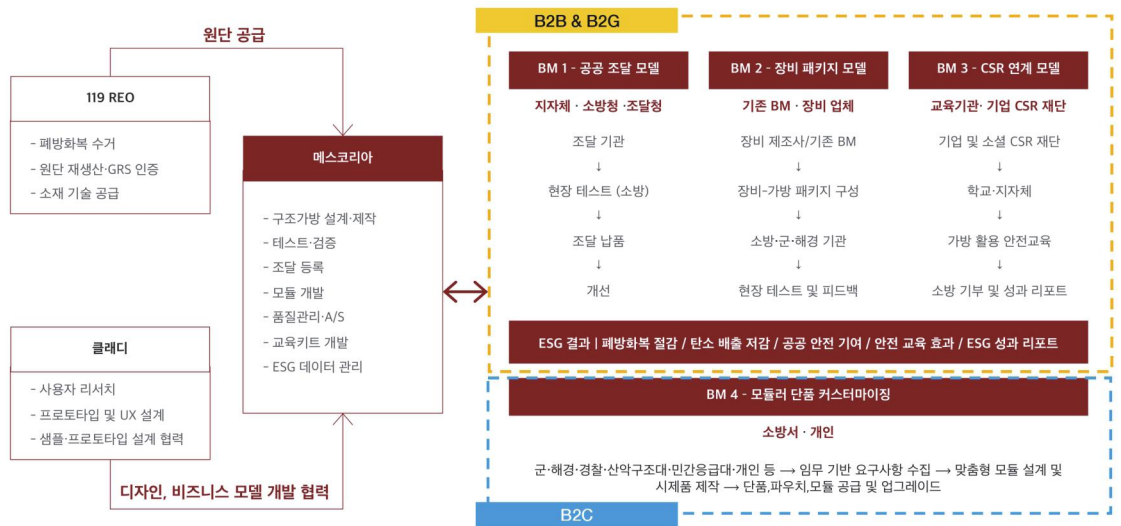 원단 공급
119 REO
- 폐방화복 수거
- 원단 재생산·GRS 인증
- 소재 기술 공급
클래디
- 사용자 리서치
- 프로토타입 및 UX 설계
- 샘플·프로토타입 설계 협력
디자인, 비즈니스 모델 개발 협력
메스코리아
- 구조가방 설계·제작
- 테스트·검증
- 조달 등록
- 모듈 개발
- 품질관리·A/S
- 교육키트 개발
- ESG 데이터 관리
B2B & B2G
BM 1 - 공공 조달 모델
지자체 · 소방청 ·조달청
조달 기관
↓
현장 테스트 (소방)
↓
조달 납품
↓
개선
BM 2 - 장비 패키지 모델
기존 BM · 장비 업체
장비 제조사/기존 BM
↓
장비-가방 패키지 구성
↓
소방·군·해경 기관
↓
현장 테스트 및 피드백
BM 3 - CSR 연계 모델
교육기관· 기업 CSR 재단
기업 및 소셜 CSR 재단
↓
학교·지자체
↓
가방 활용 안전교육
↓
소방 기부 및 성과 리포트
ESG 결과 | 폐방화복 절감 / 탄소 배출 저감 / 공공 안전 기여 / 안전 교육 효과 / ESG 성과 리포트
BM 4 - 모듈러 단품 커스터마이징
소방서 · 개인
군·해경·경찰·산악구조대·민간응급대·개인 등 → 임무 기반 요구사항 수집 → 맞춤형 모듈 설계 및
시제품 제작 → 단품,파우치,모듈 공급 및 업그레이드
B2C